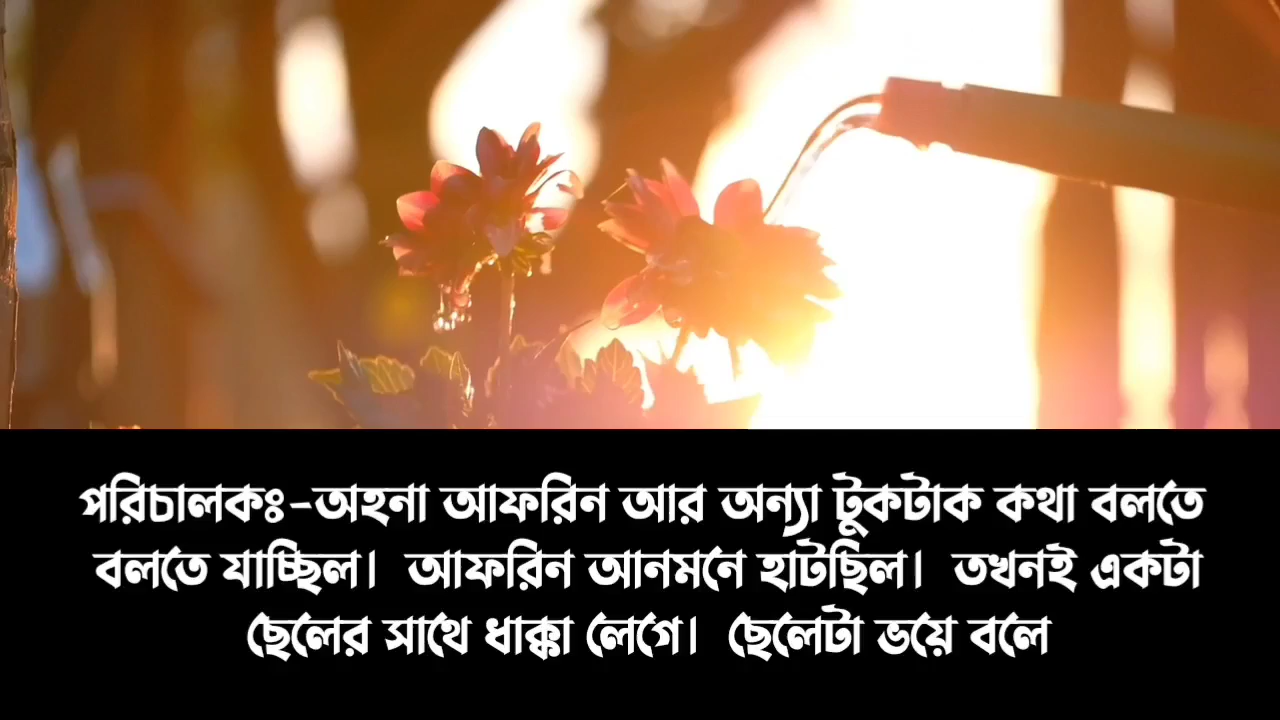 পরিচালকঃ-অহনা আফরিন আর অন্যা টুকটাক কথা বলতে
বলতে যাচ্ছিল। আফরিন আনমনে হাটছিল। তখনই একটা
ছেলের সাথে ধাক্কা লেগে। ছেলেটা ভয়ে বলে